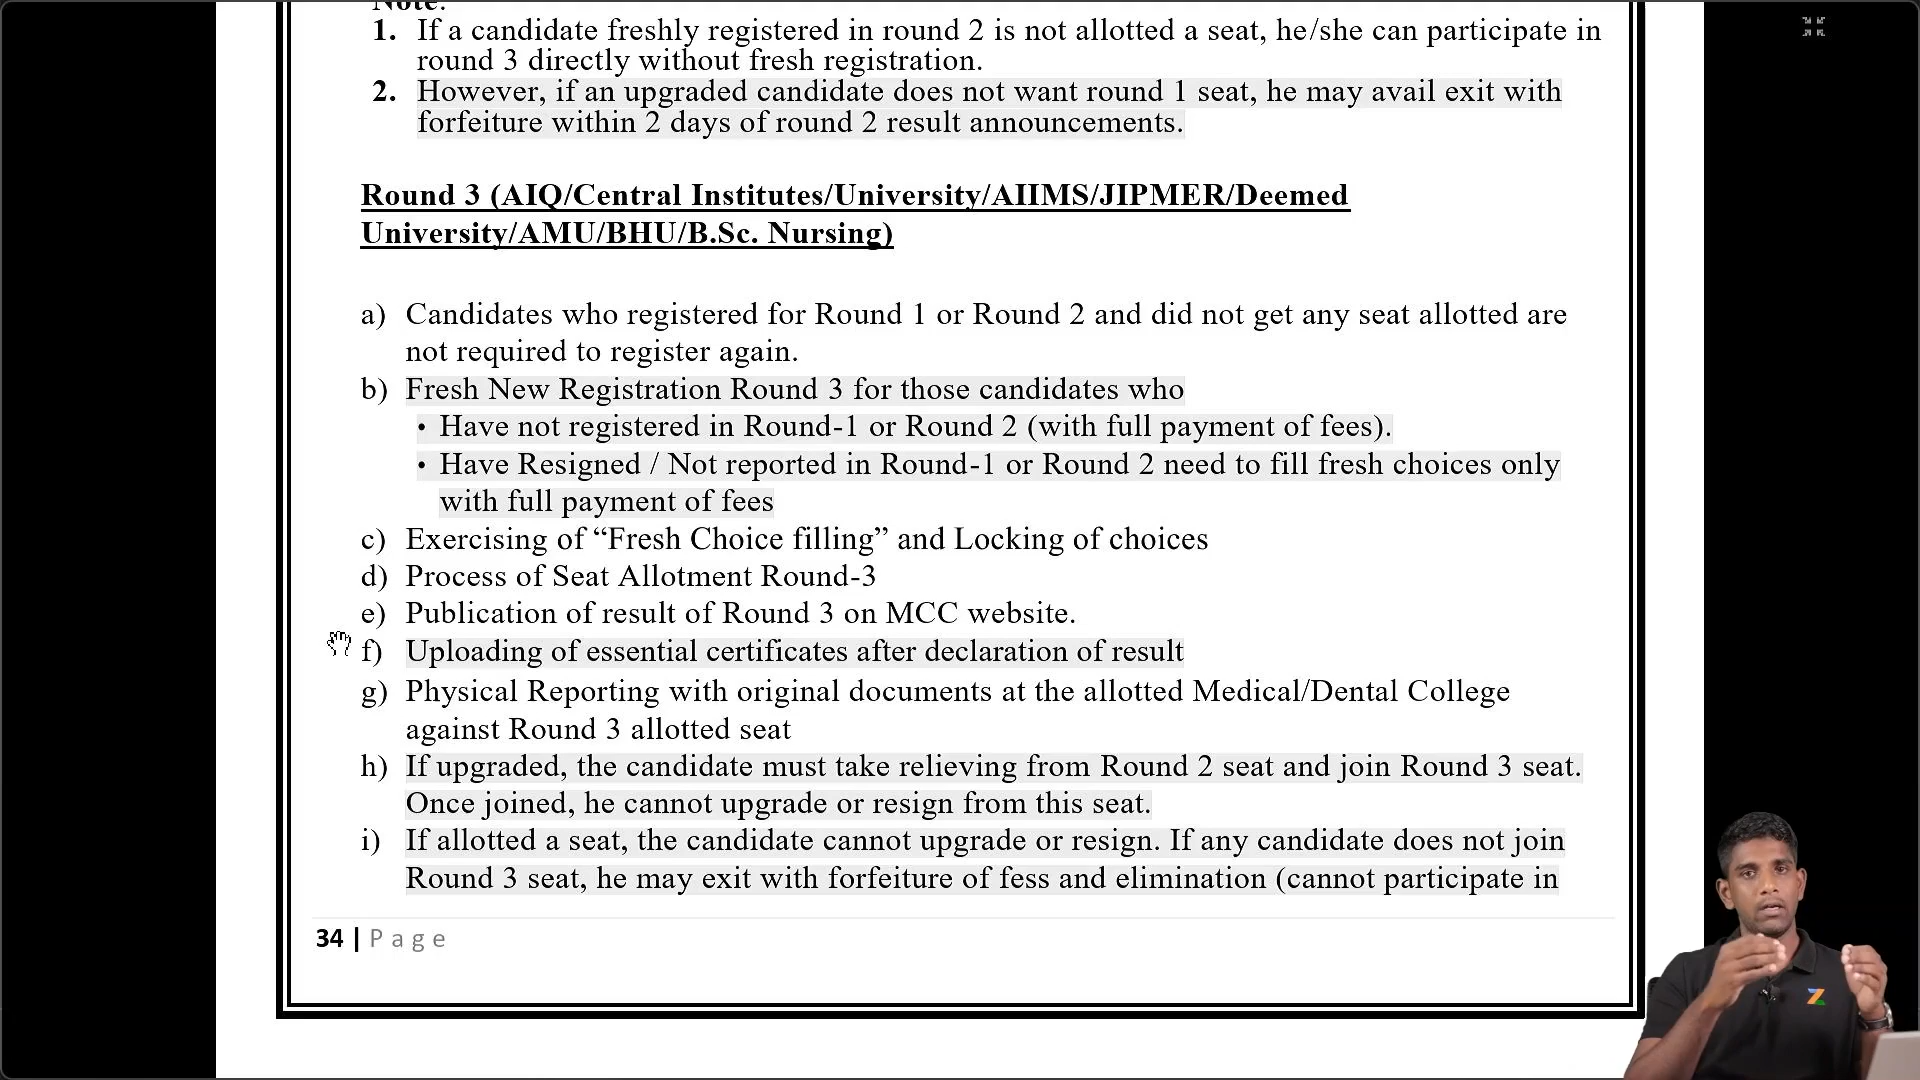 Note:
1. If a candidate freshly registered in round 2 is not allotted a seat, he/she can participate in
round 3 directly without fresh registration.
2. However, if an upgraded candidate does not want round 1 seat, he may avail exit with
forfeiture within 2 days of round 2 result announcements.
Round 3 (AIQ/Central Institutes/University/AIIMS/JIPMER/Deemed
University/AMU/BHU/B.Sc. Nursing)
a) Candidates who registered for Round 1 or Round 2 and did not get any seat allotted are
not required to register again.
b) Fresh New Registration Round 3 for those candidates who
• Have not registered in Round-1 or Round 2 (with full payment of fees).
• Have Resigned / Not reported in Round-1 or Round 2 need to fill fresh choices only
with full payment of fees
c) Exercising of “Fresh Choice filling” and Locking of choices
d) Process of Seat Allotment Round-3
e) Publication of result of Round 3 on MCC website.
f) Uploading of essential certificates after declaration of result
g) Physical Reporting with original documents at the allotted Medical/Dental College
against Round 3 allotted seat
h) If upgraded, the candidate must take relieving from Round 2 seat and join Round 3 seat.
Once joined, he cannot upgrade or resign from this seat.
i) If allotted a seat, the candidate cannot upgrade or resign. If any candidate does not join
Round 3 seat, he may exit with forfeiture of fess and elimination (cannot participate in
34 | Page
Z